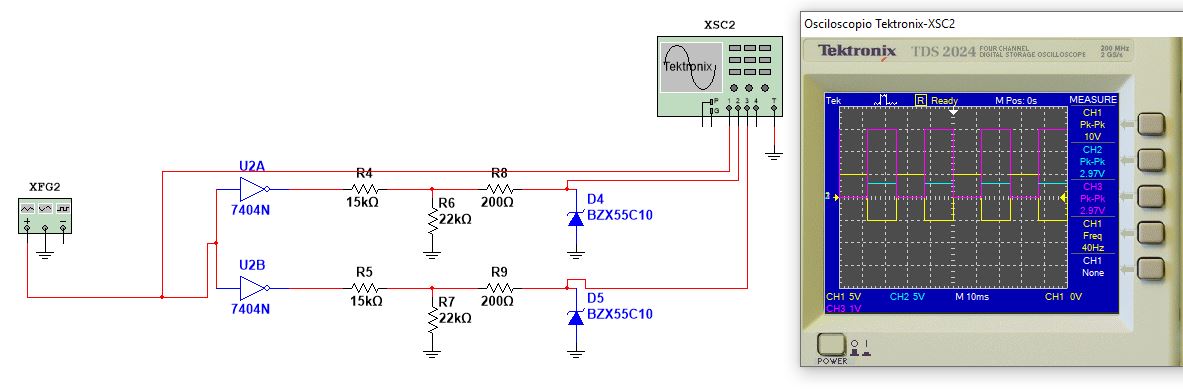 XSC2
Tektronix
P
G
1 2 3 4 T
XFG2
+ −
U2A
7404N
R4
15kΩ
R6
22kΩ
R8
200Ω
D4
BZX55C10
U2B
7404N
R5
15kΩ
R7
22kΩ
R9
200Ω
D5
BZX55C10
Osciloscopio Tektronix-XSC2
Tektronix TDS 2024 FOUR CHANNEL
DIGITAL STORAGE OSCILLOSCOPE
200 MHz
2 GS/s
Tek R Ready M Pos: 0s MEASURE
CH1
Pk-Pk
10V
CH2
Pk-Pk
2.97V
CH3
Pk-Pk
2.97V
CH1
Freq
40Hz
CH1
None
CH1 5V CH2 5V M 10ms CH1 0V
CH3 1V
POWER